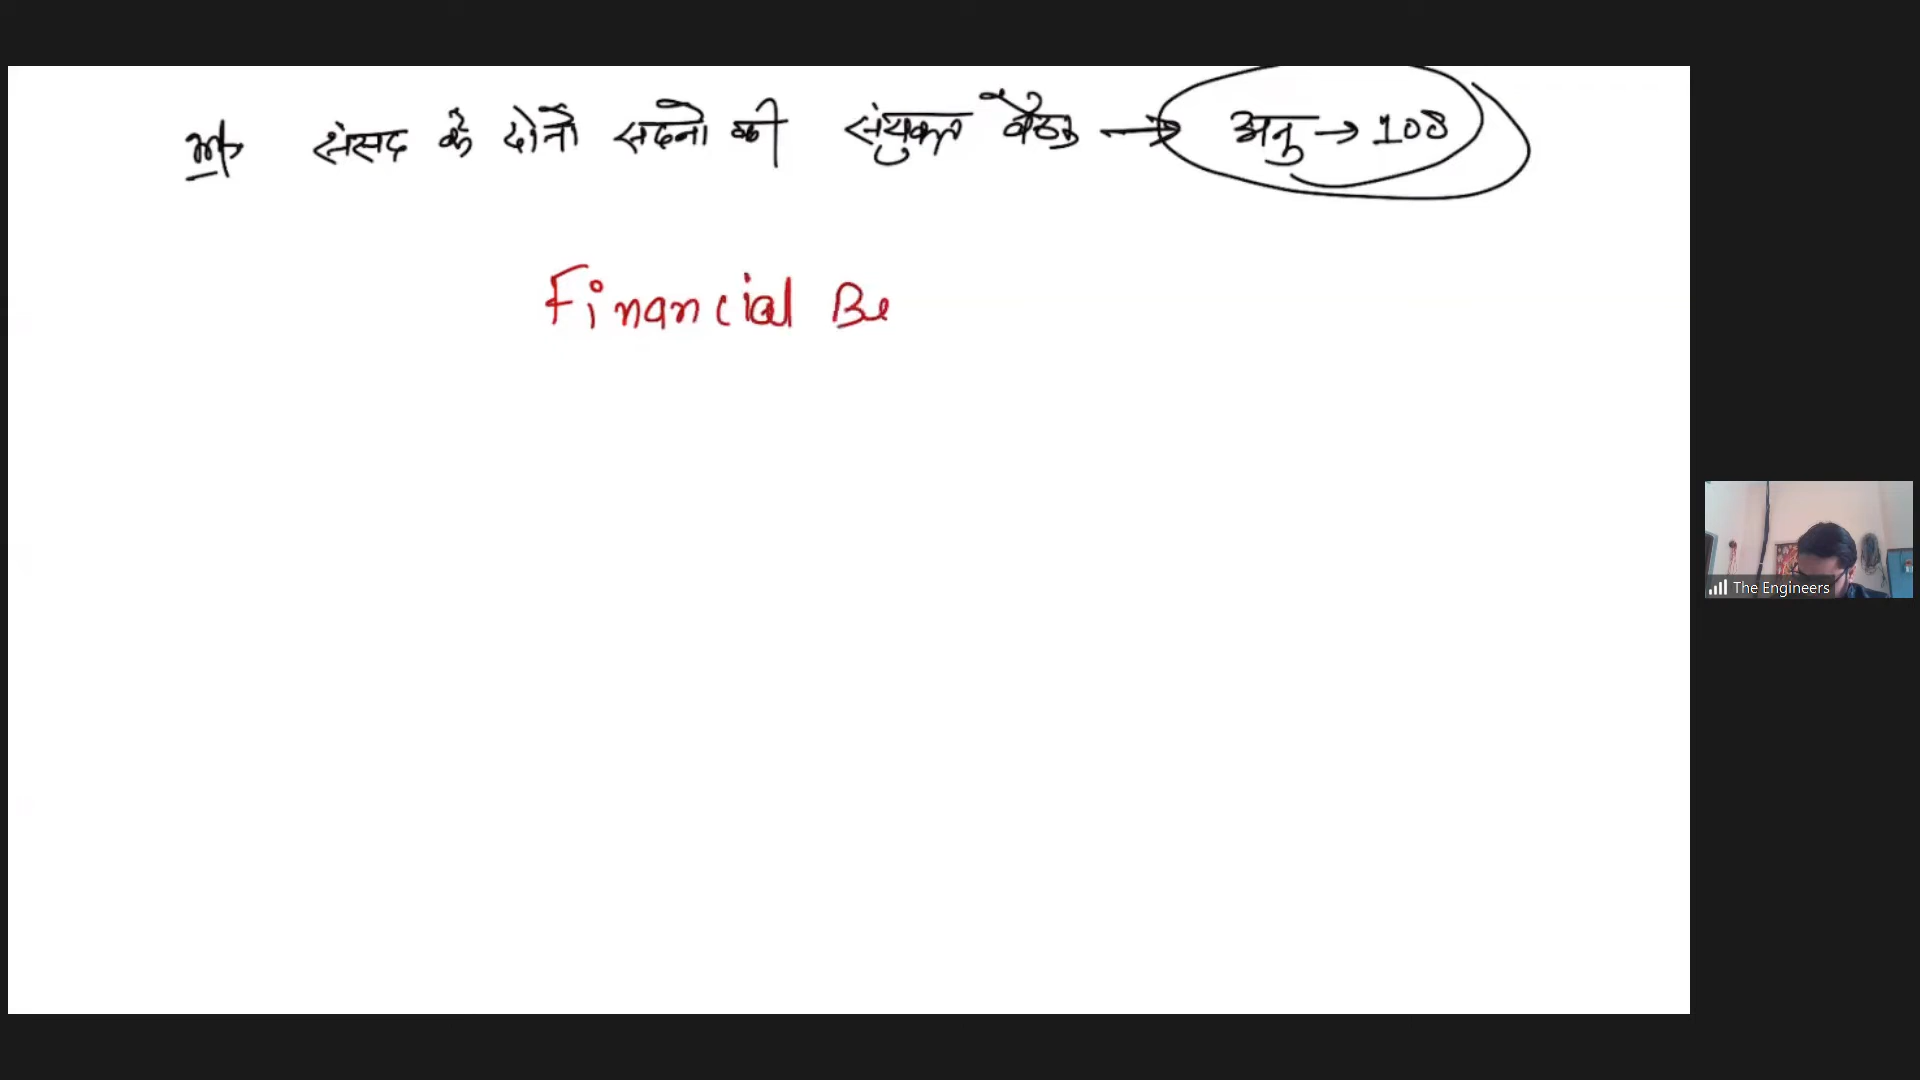 संसद के दोनो सदनो की संयुक्त बैठक → अनु → 108
Financial Be
The Engineers